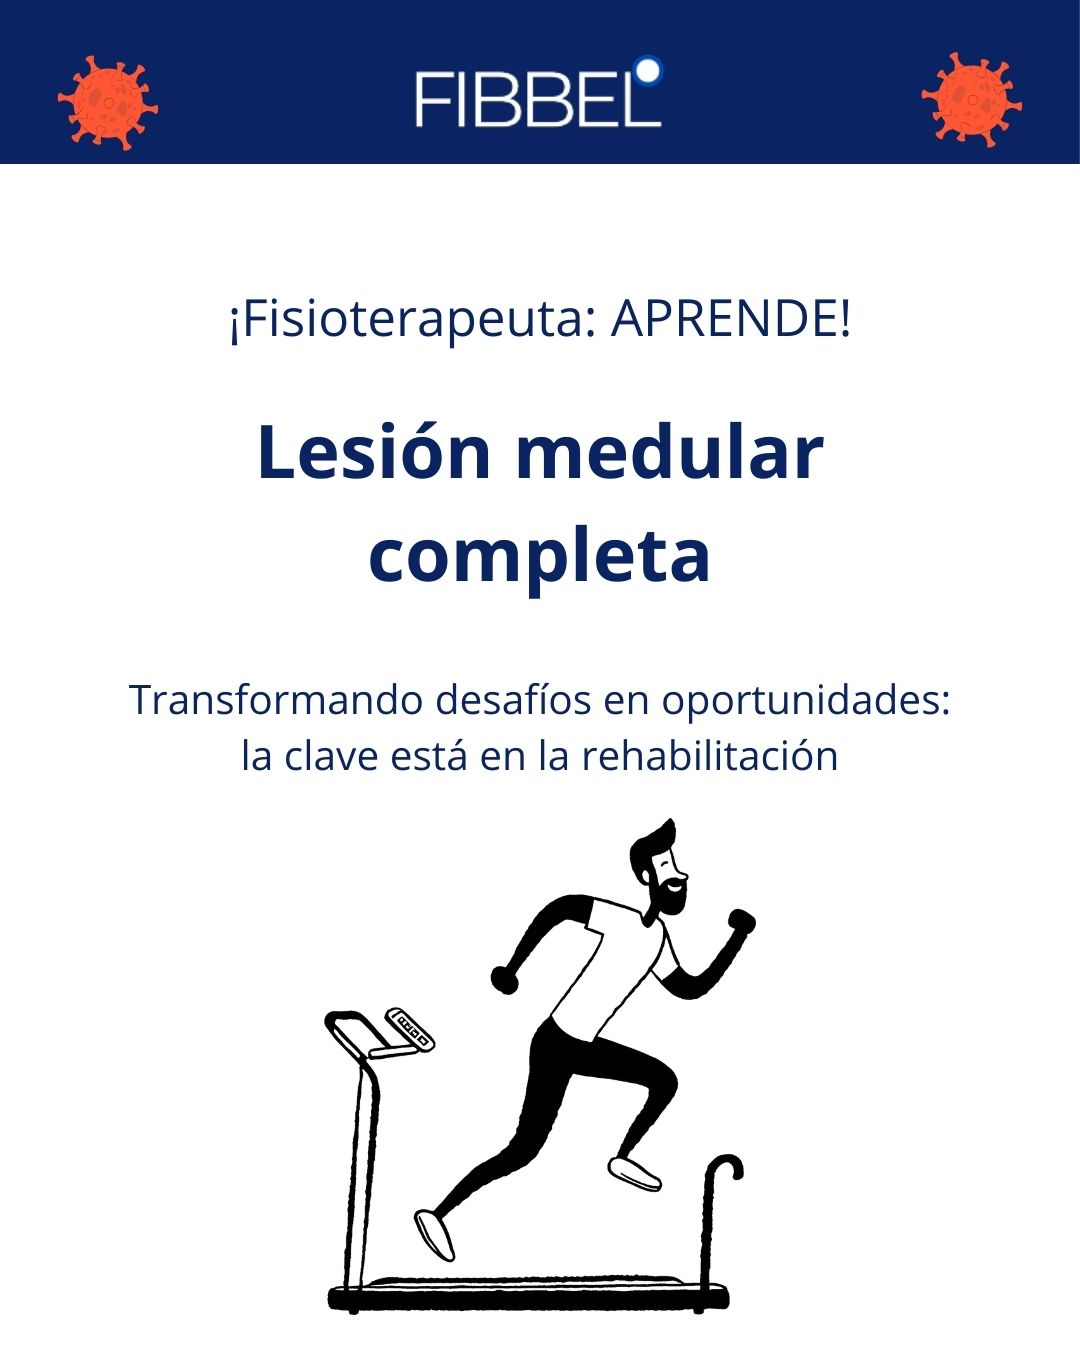 FIBBEL
¡Fisioterapeuta: APRENDE!
Lesión medular
completa
Transformando desafíos en oportunidades:
la clave está en la rehabilitación